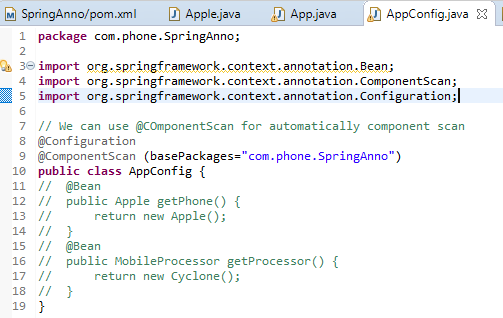 SpringAnno/pom.xml Apple.java App.java AppConfig.java
1 package com.phone.SpringAnno;
2
3 import org.springframework.context.annotation.Bean;
4 import org.springframework.context.annotation.ComponentScan;
5 import org.springframework.context.annotation.Configuration;
6
7 // We can use @COmponentScan for automatically component scan
8 @Configuration
9 @ComponentScan (basePackages="com.phone.SpringAnno")
10 public class AppConfig {
11 //  @Bean
12 //  public Apple getPhone() {
13 //      return new Apple();
14 //  }
15 //  @Bean
16 //  public MobileProcessor getProcessor() {
17 //      return new Cyclone();
18 //  }
19 }